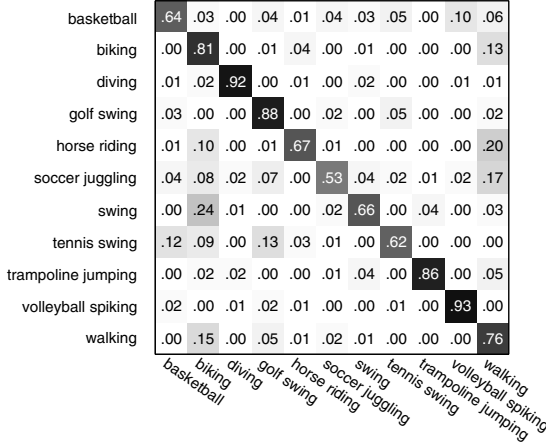 basketball .64 .03 .00 .04 .01 .04 .03 .05 .00 .10 .06
biking .00 .81 .00 .01 .04 .00 .01 .00 .00 .00 .13
diving .01 .02 .92 .00 .01 .00 .02 .00 .00 .01 .01
golf swing .03 .00 .00 .88 .00 .02 .00 .05 .00 .00 .02
horse riding .01 .10 .00 .01 .67 .01 .00 .00 .00 .00 .20
soccer juggling .04 .08 .02 .07 .00 .53 .04 .02 .01 .02 .17
swing .00 .24 .01 .00 .00 .02 .66 .00 .04 .00 .03
tennis swing .12 .09 .00 .13 .03 .01 .00 .62 .00 .00 .00
trampoline jumping .00 .02 .02 .00 .00 .01 .04 .00 .86 .00 .05
volleyball spiking .02 .00 .01 .02 .01 .00 .00 .01 .00 .93 .00
walking .00 .15 .00 .05 .01 .02 .01 .00 .00 .00 .76
basketball biking diving golf swing horse riding soccer juggling swing tennis swing trampoline jumping volleyball spiking walking